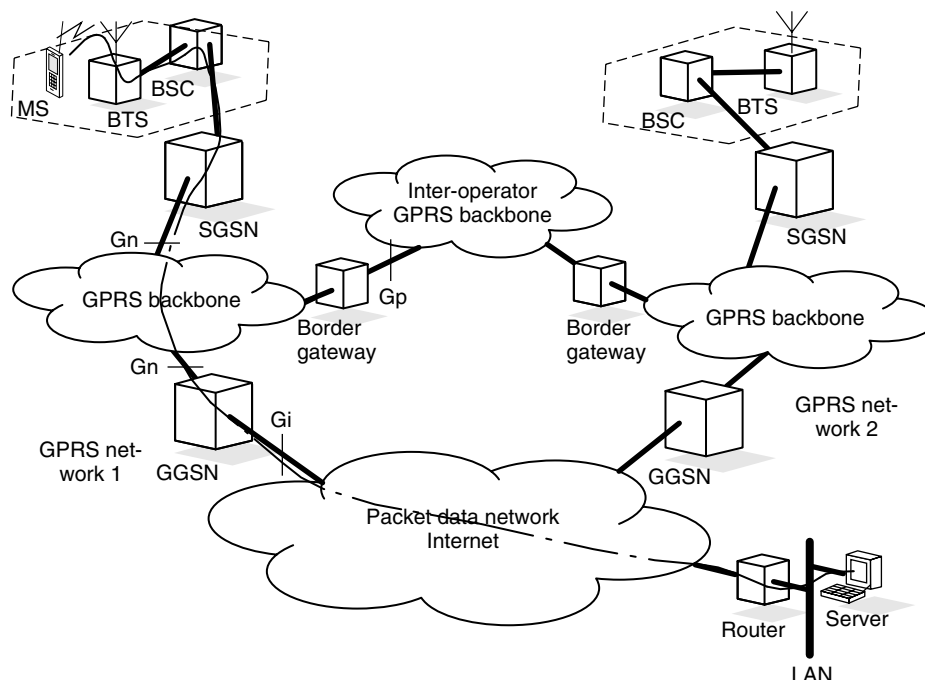 MS
BTS
BSC
BSC
BTS
SGSN
Inter-operator
GPRS backbone
SGSN
Gn
GPRS backbone
Gp
Border
gateway
Border
gateway
GPRS backbone
Gn
Gi
GPRS net-
work 1
GGSN
GGSN
GPRS net-
work 2
Packet data network
Internet
Router
Server
LAN